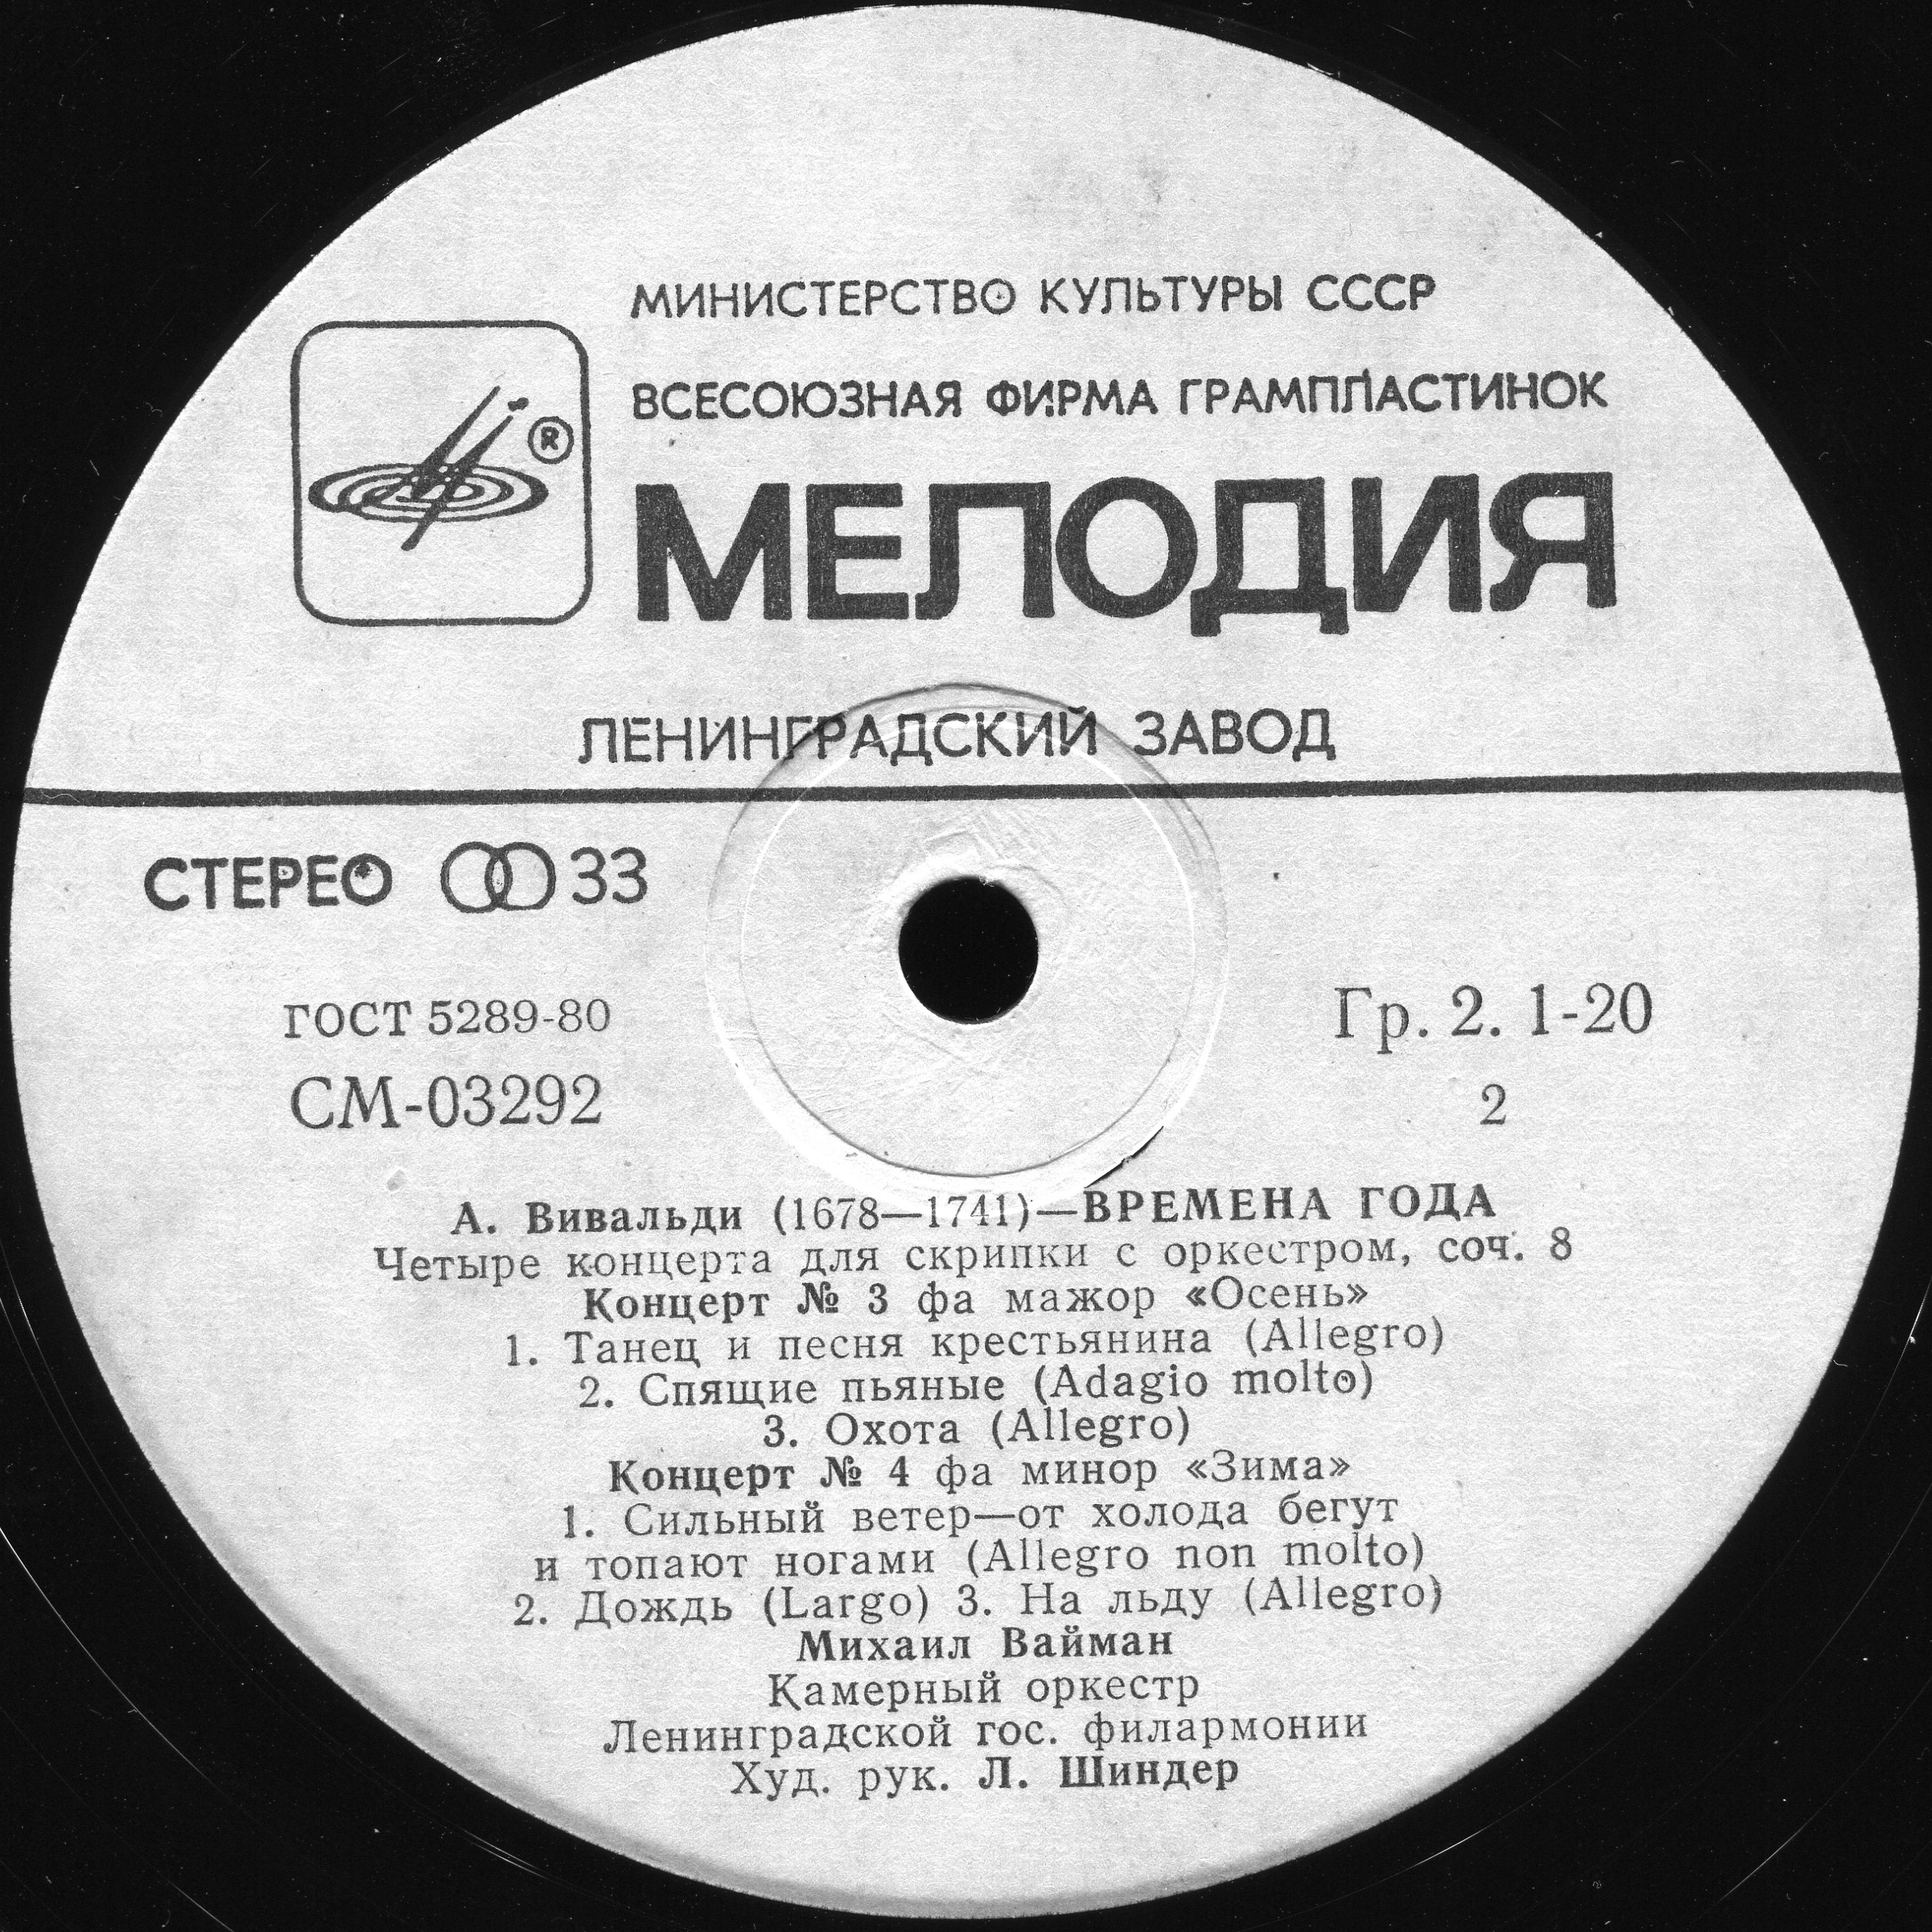 МИНИСТЕРСТВО КУЛЬТУРЫ СССР
ВСЕСОЮЗНАЯ ФИРМА ГРАМПЛАСТИНОК
®
МЕЛОДИЯ
ЛЕНИНГРАДСКИЙ ЗАВОД
СТЕРЕО 33
ГОСТ 5289-80
Гр. 2. 1-20
СМ-03292
2
А. Вивальди (1678—1741)—ВРЕМЕНА ГОДА
Четыре концерта для скрипки с оркестром, соч. 8
Концерт № 3 фа мажор «Осень»
1. Танец и песня крестьянина (Allegro)
2. Спящие пьяные (Adagio molto)
3. Охота (Allegro)
Концерт № 4 фа минор «Зима»
1. Сильный ветер—от холода бегут
и топают ногами (Allegro non molto)
2. Дождь (Largo) 3. На льду (Allegro)
Михаил Вайман
Камерный оркестр
Ленинградской гос. филармонии
Худ. рук. Л. Шиндер